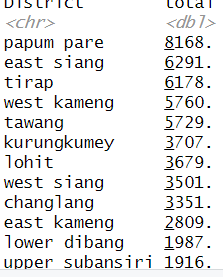 District total
<chr> <dbl>
papum pare 8168.
east siang 6291.
tirap 6178.
west kameng 5760.
tawang 5729.
kurungkumey 3707.
lohit 3679.
west siang 3501.
changlang 3351.
east kameng 2809.
lower dibang 1987.
upper subansiri 1916.